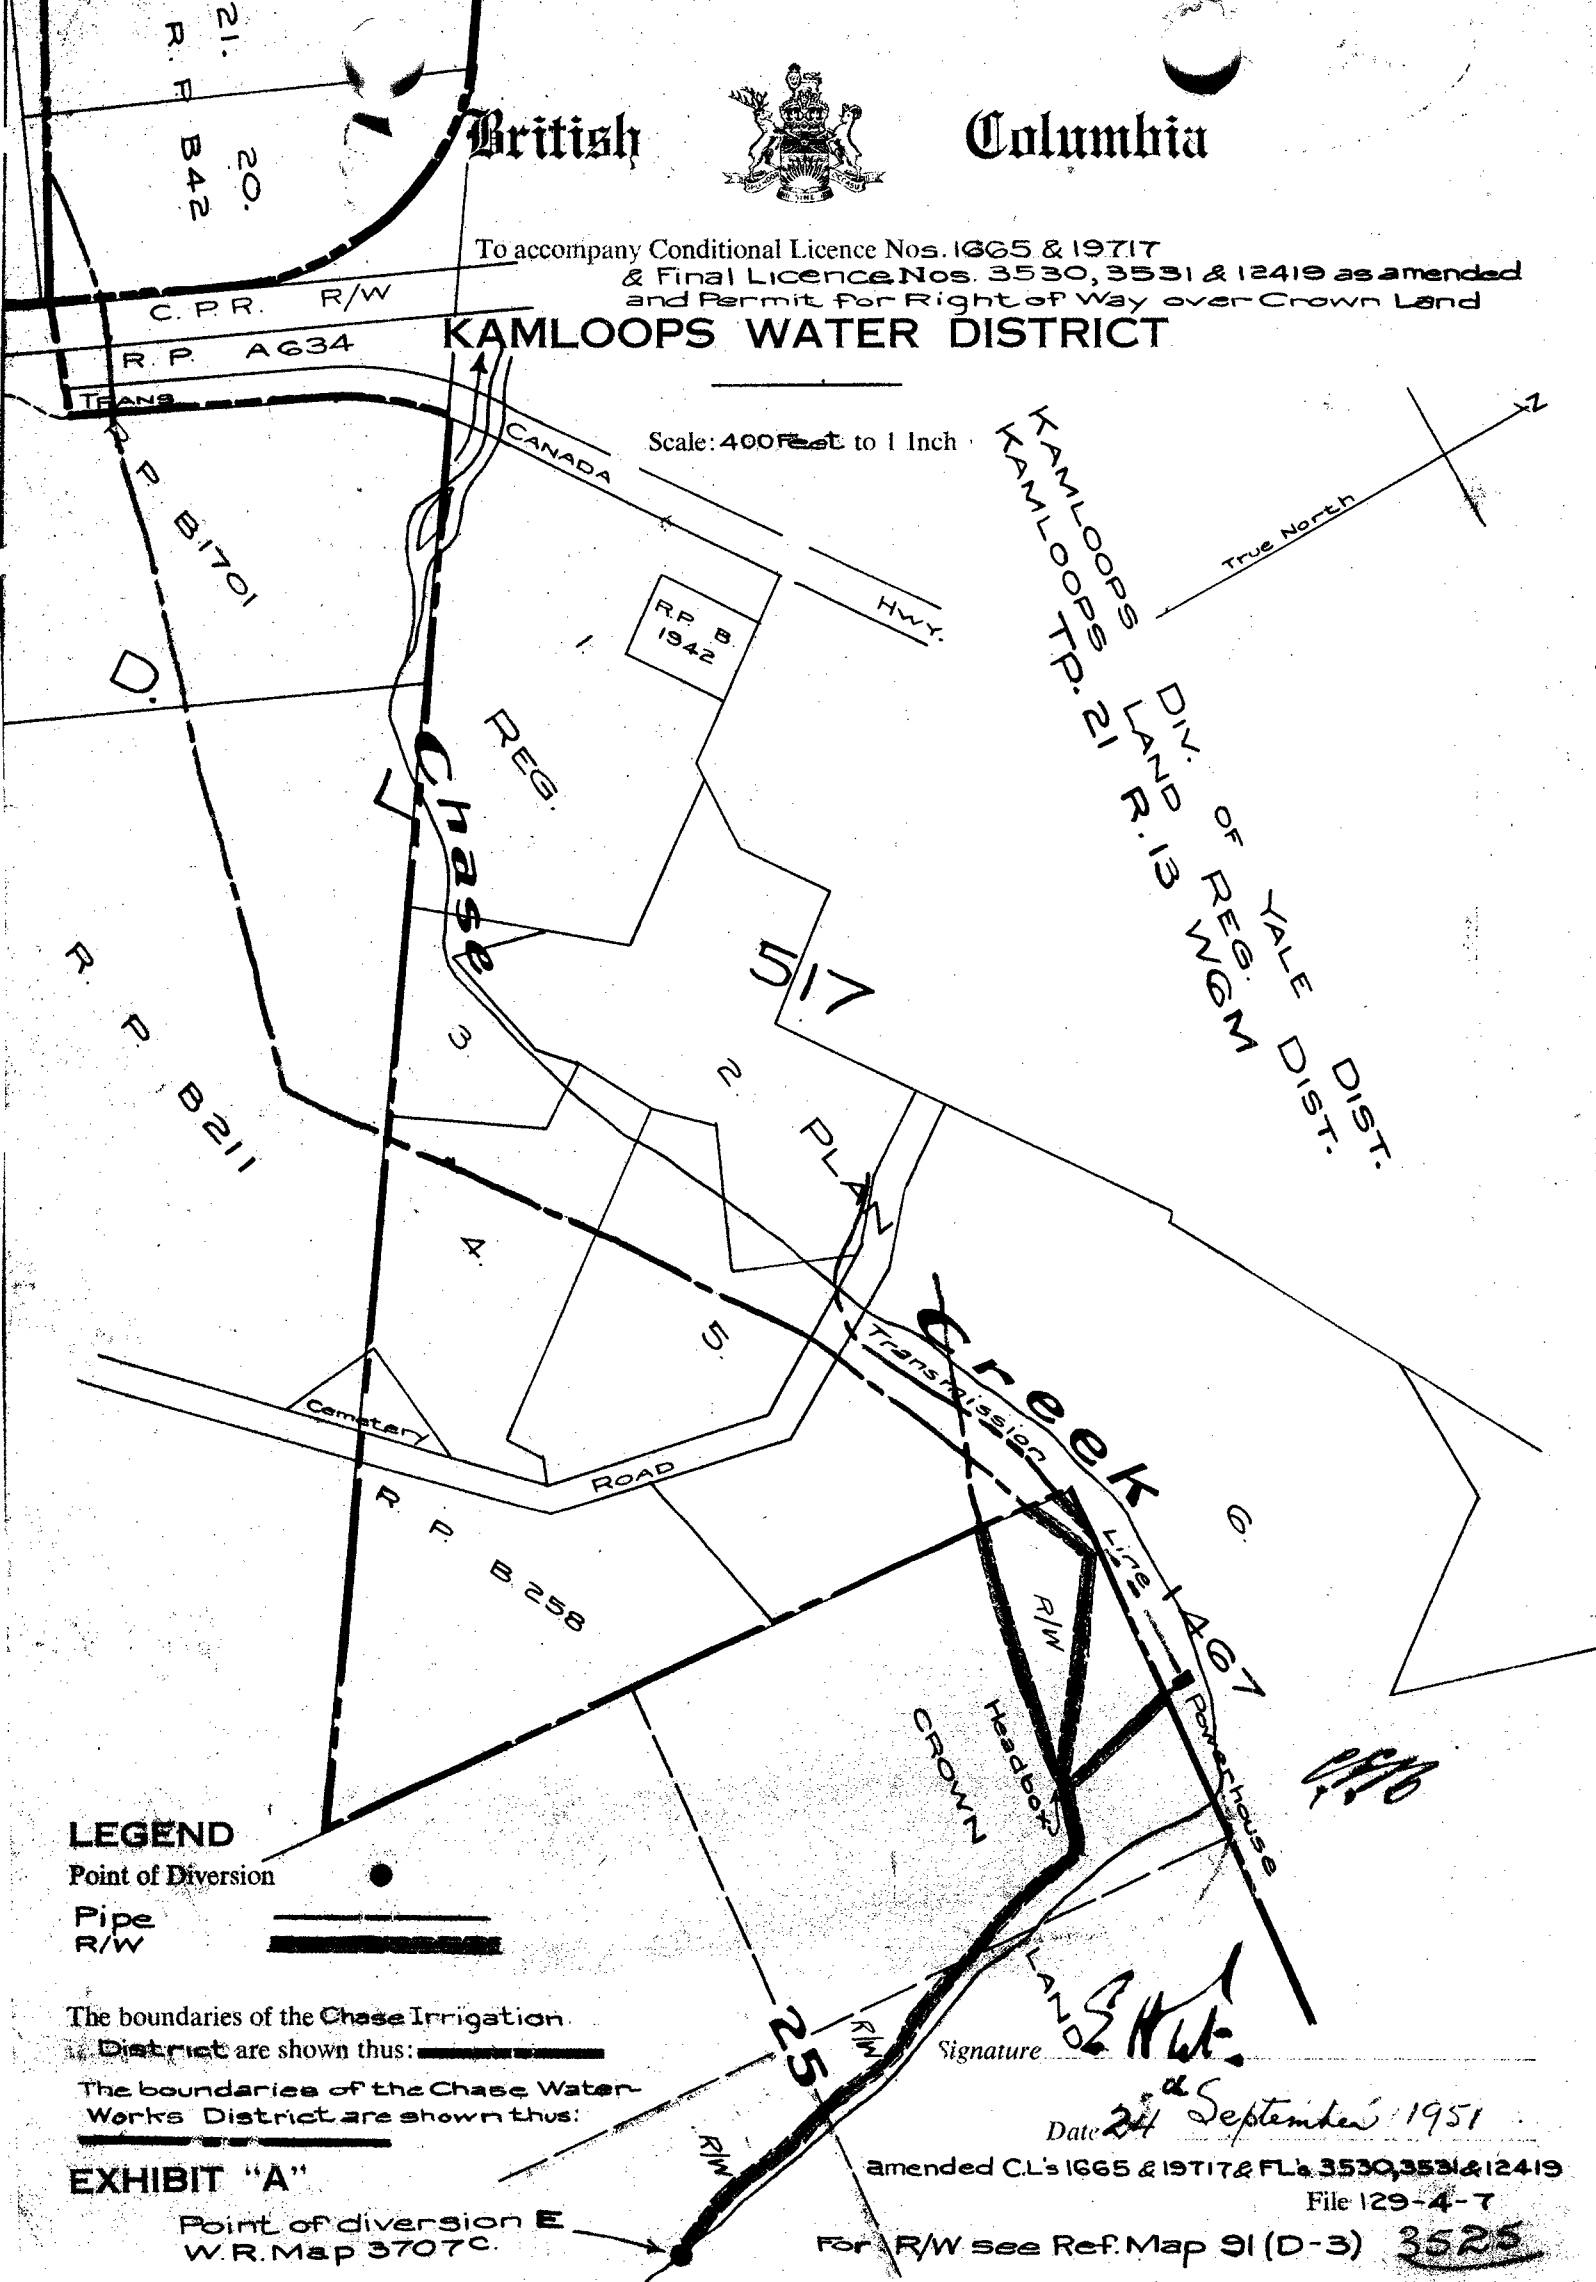 British Columbia
To accompany Conditional Licence Nos. 1665 & 19717
& Final Licence Nos. 3530, 3531 & 12419 as amended
and Permit for Right of Way over Crown Land
KAMLOOPS WATER DISTRICT
Scale: 400 Feet to 1 Inch
21.
R. P. B42
20.
C. P. R. R/W
R. P. A634
TRANS
CANADA
HWY.
R P B.1701
D.
L
R.P. B.
1942
1.
REG.
True North
N
KAMLOOPS DIV. OF YALE DIST.
KAMLOOPS LAND REG. DIST.
TP. 21 R. 13 W6M
Chase
517
R. P. B211
3.
2.
PLAN
4.
5.
Creek
Transmission
Line
Cemetery
ROAD
R. P. B. 258
6.
1467
R/W
Headbox
CROWN
Powerhouse
LAND
25
R/W
R/W
LEGEND
Point of Diversion
Pipe
R/W
The boundaries of the Chase Irrigation
District are shown thus:
The boundaries of the Chase Water-
Works District are shown thus:
EXHIBIT "A"
Point of diversion E
W.R. Map 3707C.
Signature
Date 24th September 1951
amended C.L's 1665 & 19717 & FL's 3530, 3531 & 12419
File 129-4-7
For R/W see Ref. Map 91 (D-3) 3525